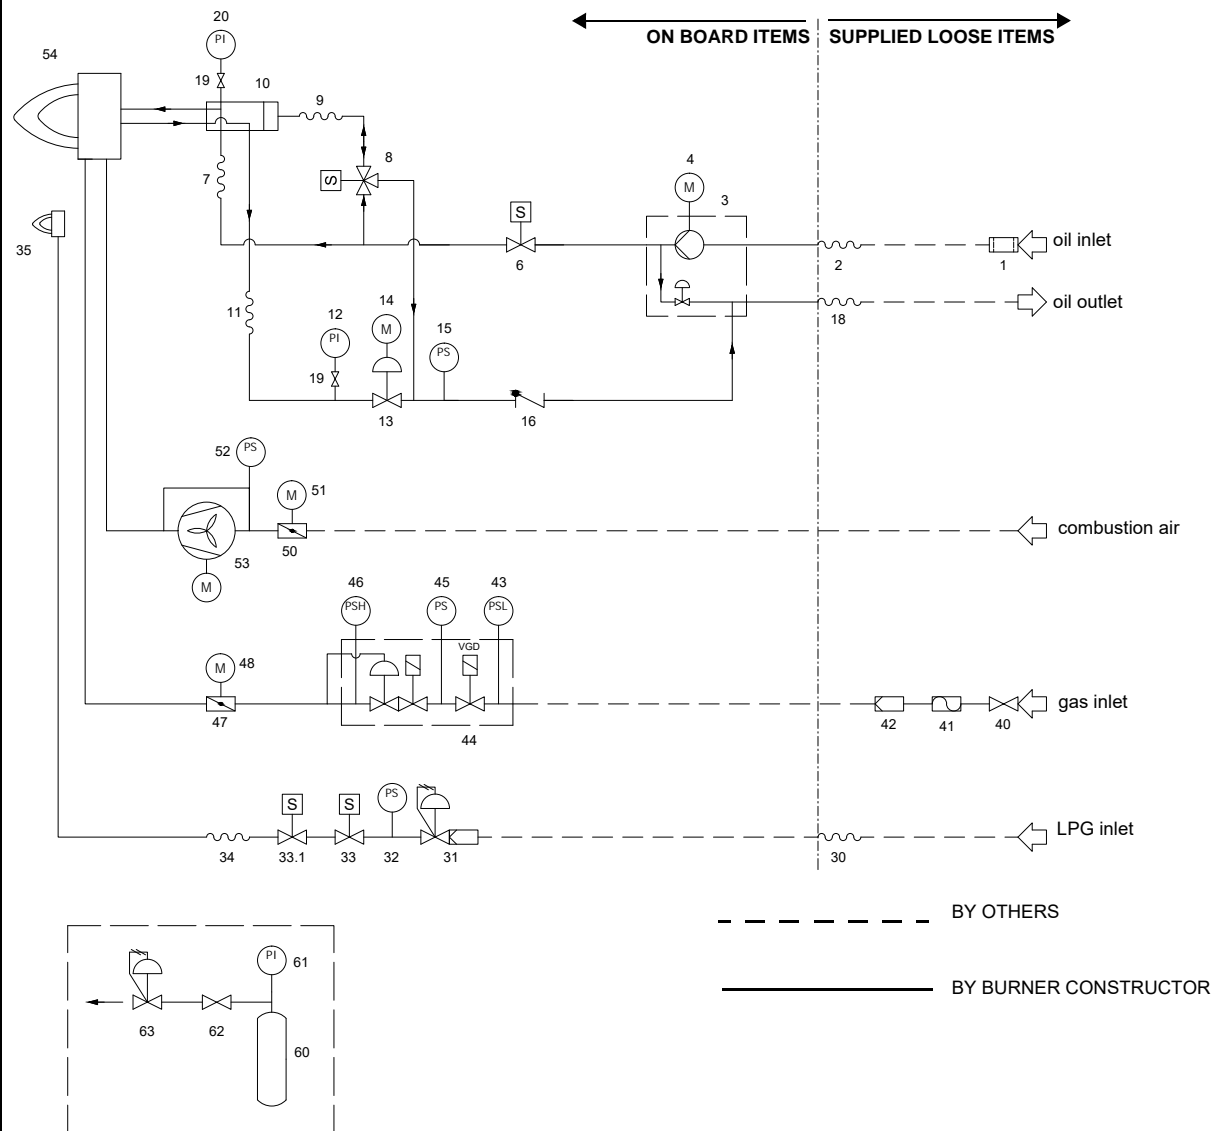 20
ON BOARD ITEMS
SUPPLIED LOOSE ITEMS
PI
54
19
10
9
8
4
M
7
S
3
S
35
6
2
1
oil inlet
11
14
12
M
15
18
oil outlet
PI
PS
19
13
16
52
PS
M
51
50
53
M
combustion air
46
45
43
PSH
PS
PSL
M
48
VGD
47
44
42
41
40
gas inlet
S
S
PS
34
33.1
33
32
31
30
LPG inlet
BY OTHERS
PI
61
BY BURNER CONSTRUCTOR
63
62
60